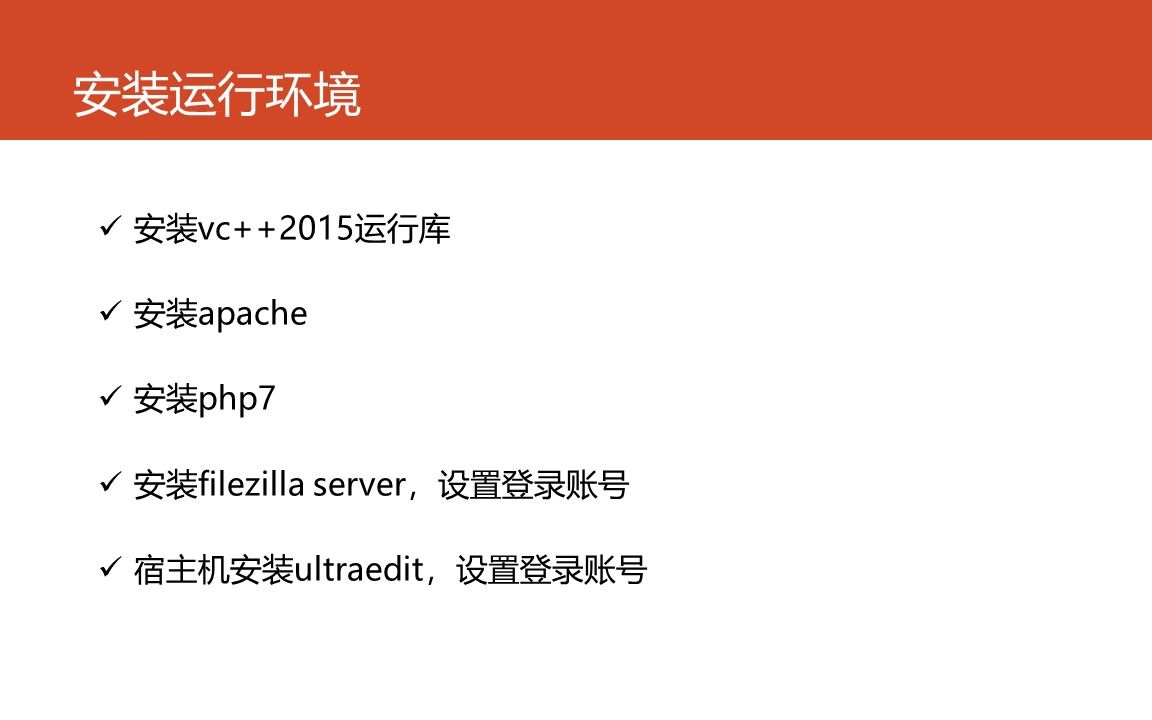 安装运行环境
✓ 安装vc++2015运行库
✓ 安装apache
✓ 安装php7
✓ 安装filezilla server，设置登录账号
✓ 宿主机安装ultraedit，设置登录账号